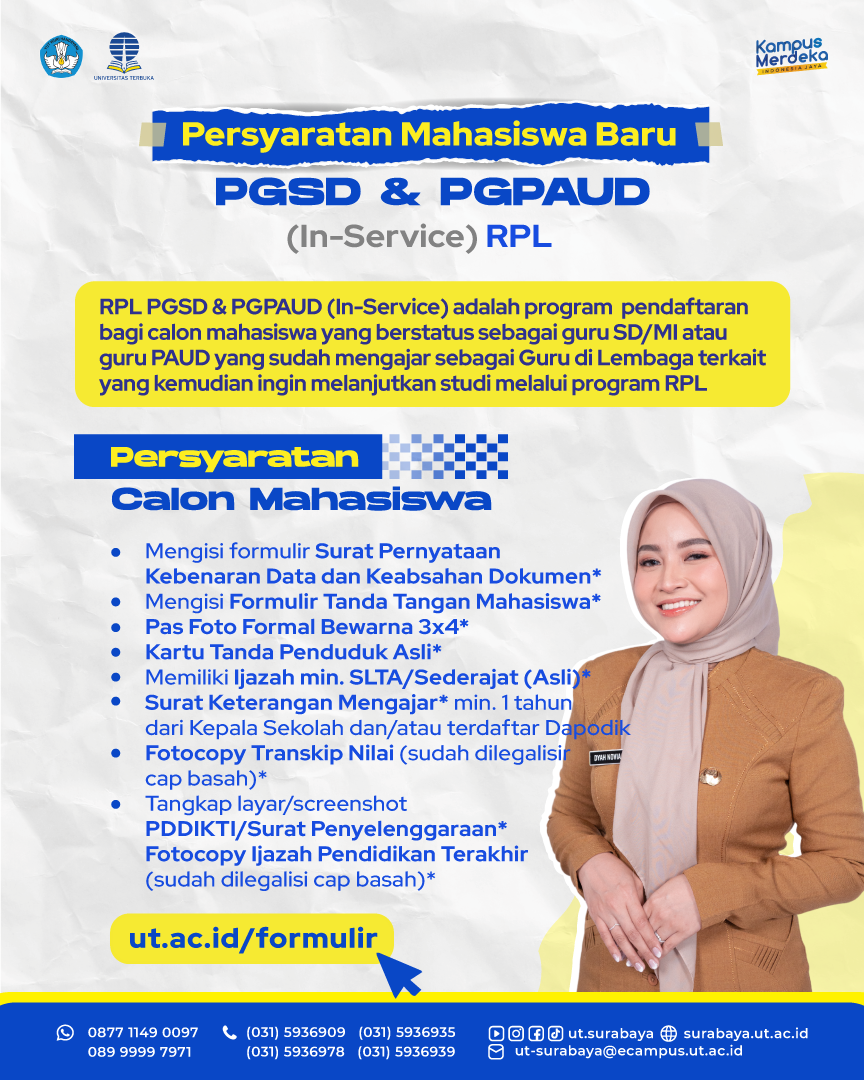 UNIVERSITAS TERBUKA
Kampus
Merdeka
INDONESIA JAYA
Persyaratan Mahasiswa Baru
PGSD & PGPAUD
(In-Service) RPL
RPL PGSD & PGPAUD (In-Service) adalah program pendaftaran
bagi calon mahasiswa yang berstatus sebagai guru SD/MI atau
guru PAUD yang sudah mengajar sebagai Guru di Lembaga terkait
yang kemudian ingin melanjutkan studi melalui program RPL
Persyaratan
Calon Mahasiswa
• Mengisi formulir Surat Pernyataan
Kebenaran Data dan Keabsahan Dokumen*
• Mengisi Formulir Tanda Tangan Mahasiswa*
• Pas Foto Formal Bewarna 3x4*
• Kartu Tanda Penduduk Asli*
• Memiliki Ijazah min. SLTA/Sederajat (Asli)*
• Surat Keterangan Mengajar* min. 1 tahun
dari Kepala Sekolah dan/atau terdaftar Dapodik
• Fotocopy Transkip Nilai (sudah dilegalisir
cap basah)*
• Tangkap layar/screenshot
PDDIKTI/Surat Penyelenggaraan*
Fotocopy Ijazah Pendidikan Terakhir
(sudah dilegalisi cap basah)*
DYAH
ut.ac.id/formulir
0877 1149 0097
089 9999 7971
(031) 5936909 (031) 5936935
(031) 5936978 (031) 5936939
ut.surabaya surabaya.ut.ac.id
ut-surabaya@ecampus.ut.ac.id